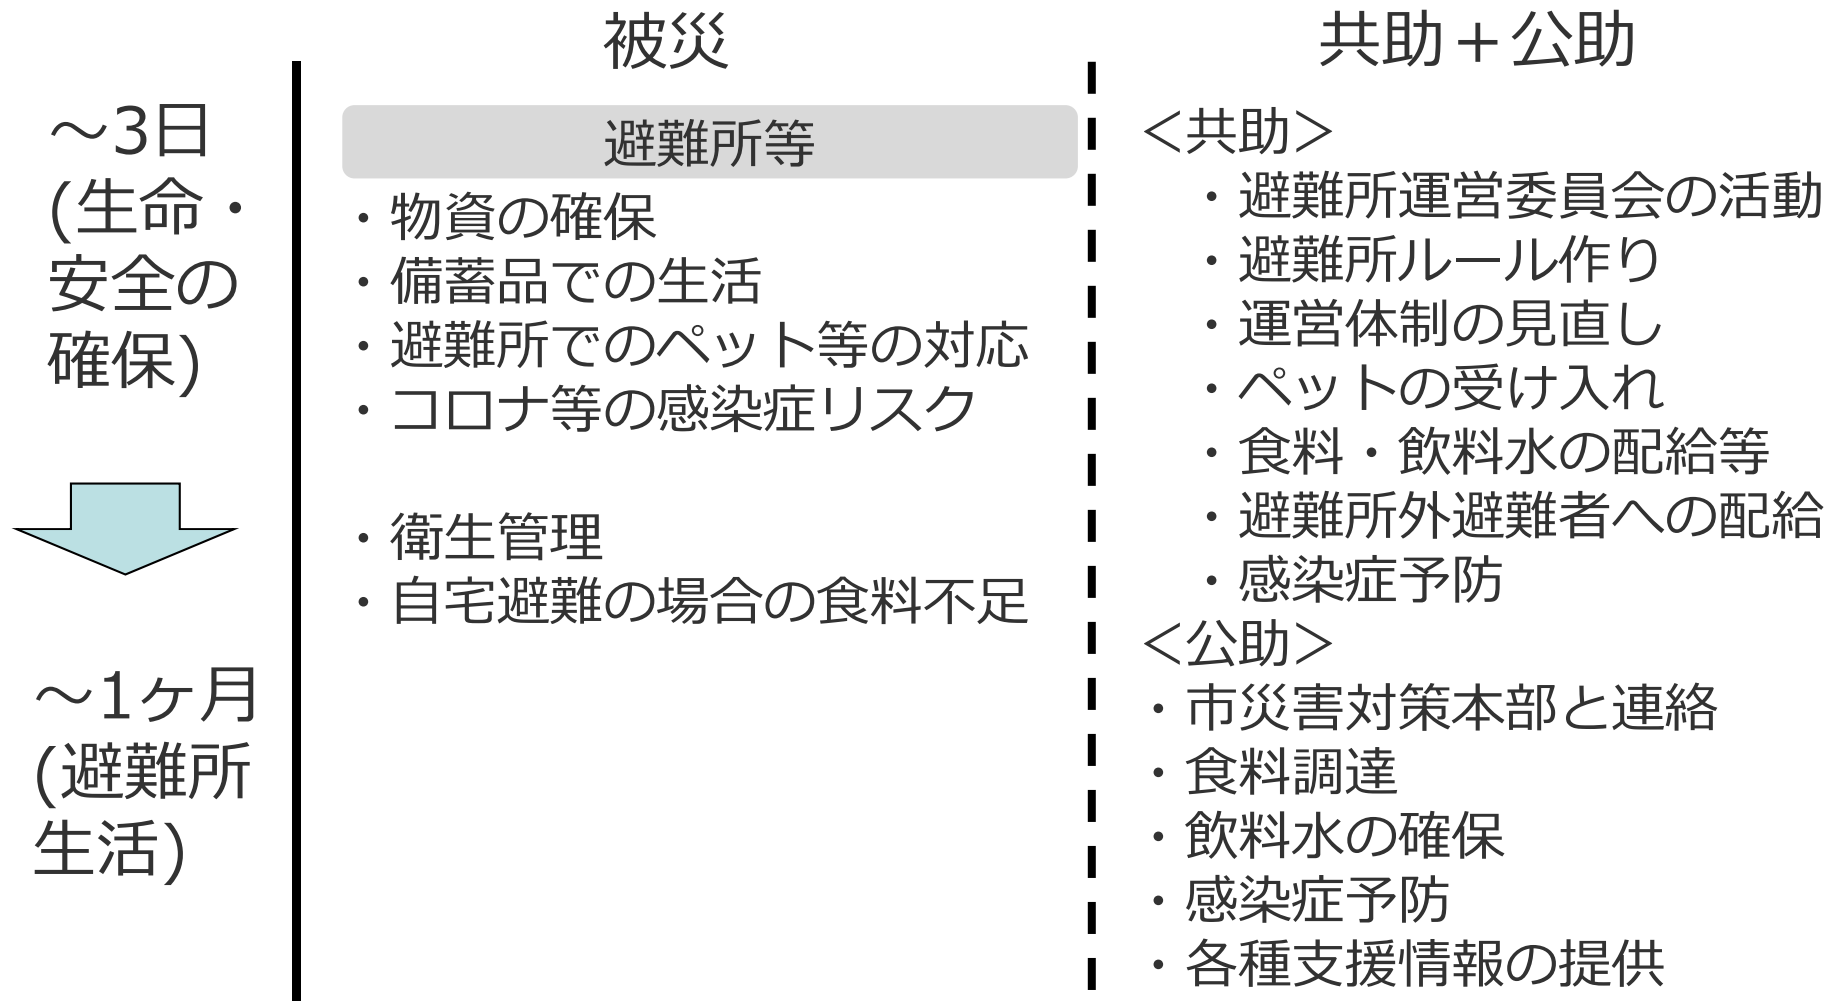 被災
共助＋公助
～3日
(生命・
安全の
確保)
～1ヶ月
(避難所
生活)
避難所等
・物資の確保
・備蓄品での生活
・避難所でのペット等の対応
・コロナ等の感染症リスク
・衛生管理
・自宅避難の場合の食料不足
＜共助＞
・避難所運営委員会の活動
・避難所ルール作り
・運営体制の見直し
・ペットの受け入れ
・食料・飲料水の配給等
・避難所外避難者への配給
・感染症予防
＜公助＞
・市災害対策本部と連絡
・食料調達
・飲料水の確保
・感染症予防
・各種支援情報の提供